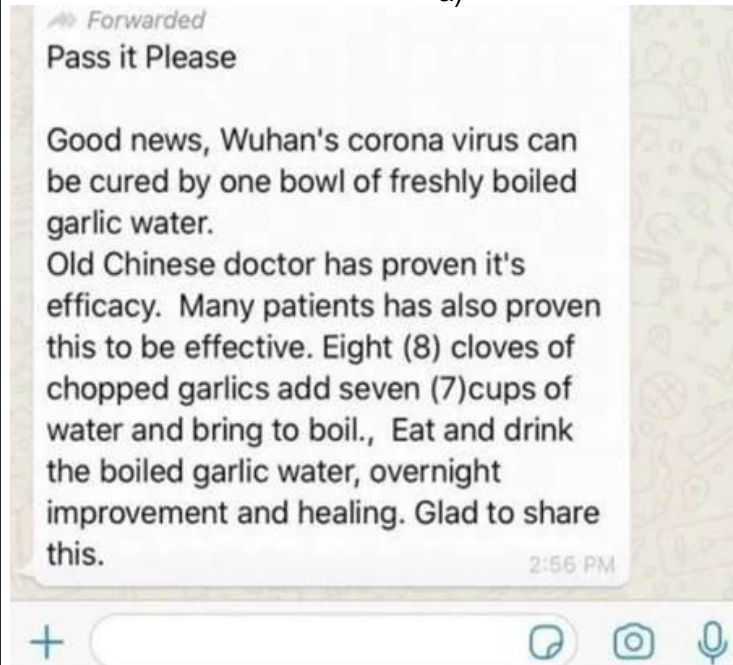 Forwarded
Pass it Please
Good news, Wuhan's corona virus can
be cured by one bowl of freshly boiled
garlic water.
Old Chinese doctor has proven it's
efficacy.  Many patients has also proven
this to be effective. Eight (8) cloves of
chopped garlics add seven (7)cups of
water and bring to boil.,  Eat and drink
the boiled garlic water, overnight
improvement and healing. Glad to share
this.
2:56 PM